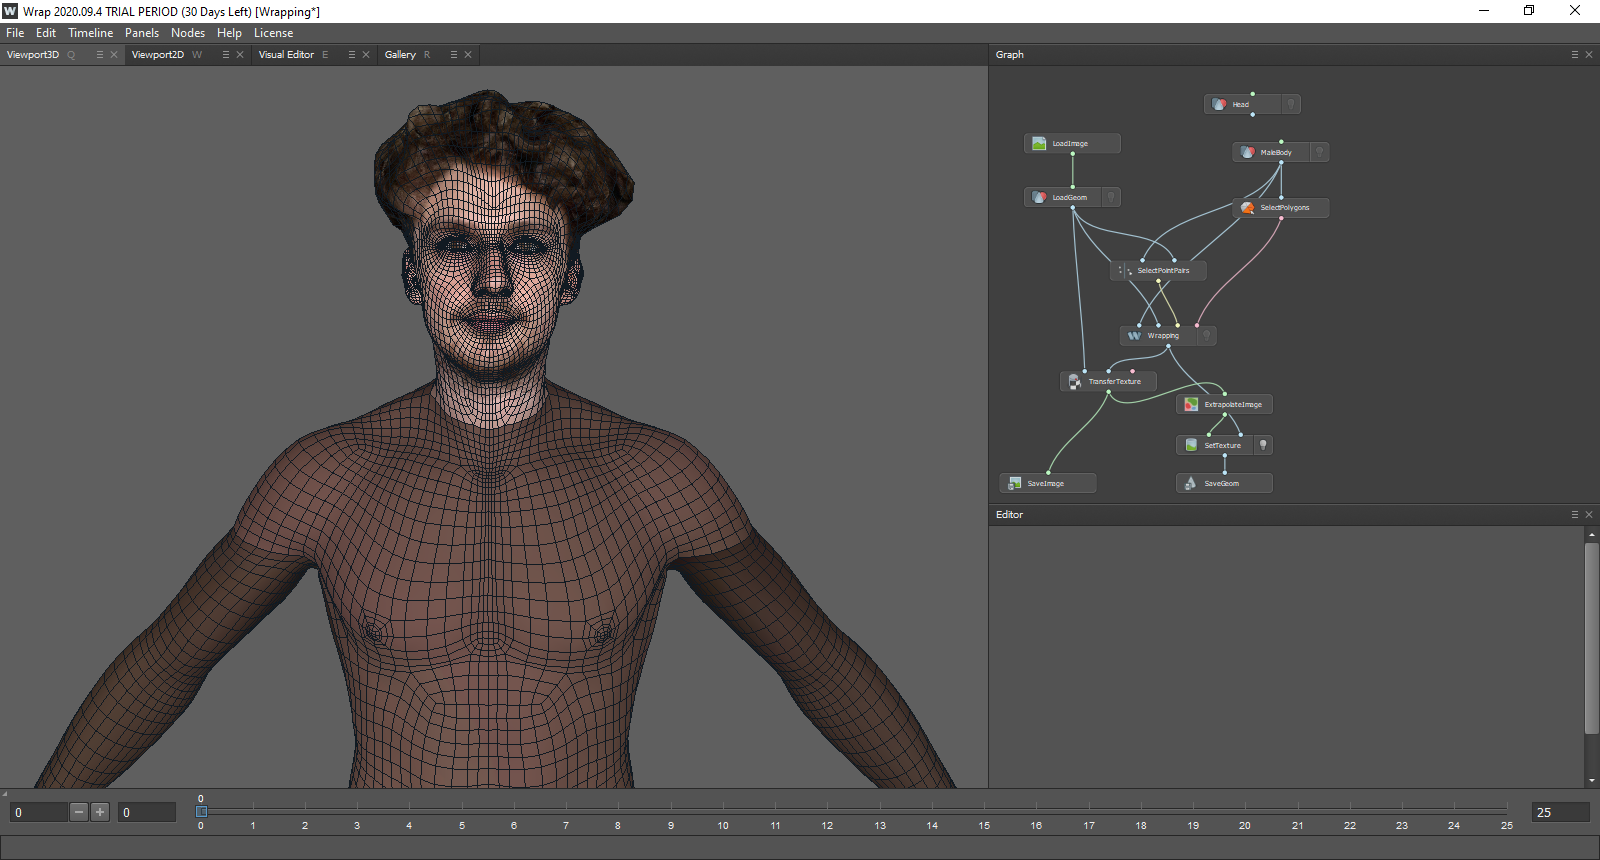 W Wrap 2020.09.4 TRIAL PERIOD (30 Days Left) [Wrapping*]
File Edit Timeline Panels Nodes Help License
Viewport3D Q Viewport2D W Visual Editor E Gallery R
Graph
Head
LoadImage
MaleBody
LoadGeom
SelectPolygons
SelectPointPairs
Wrapping
TransferTexture
ExtrapolateImage
SetTexture
SaveImage
SaveGeom
Editor
0
0 0 25
0 1 2 3 4 5 6 7 8 9 10 11 12 13 14 15 16 17 18 19 20 21 22 23 24 25